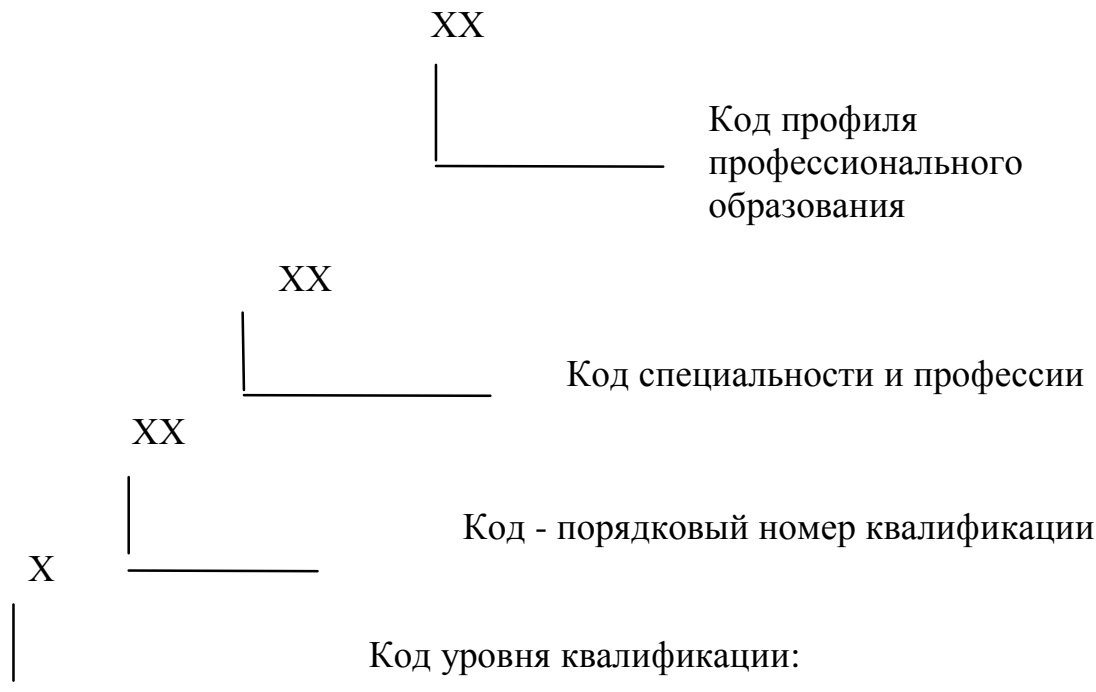 XX
Код профиля
профессионального
образования
XX
Код специальности и профессии
XX
Код - порядковый номер квалификации
X
Код уровня квалификации: